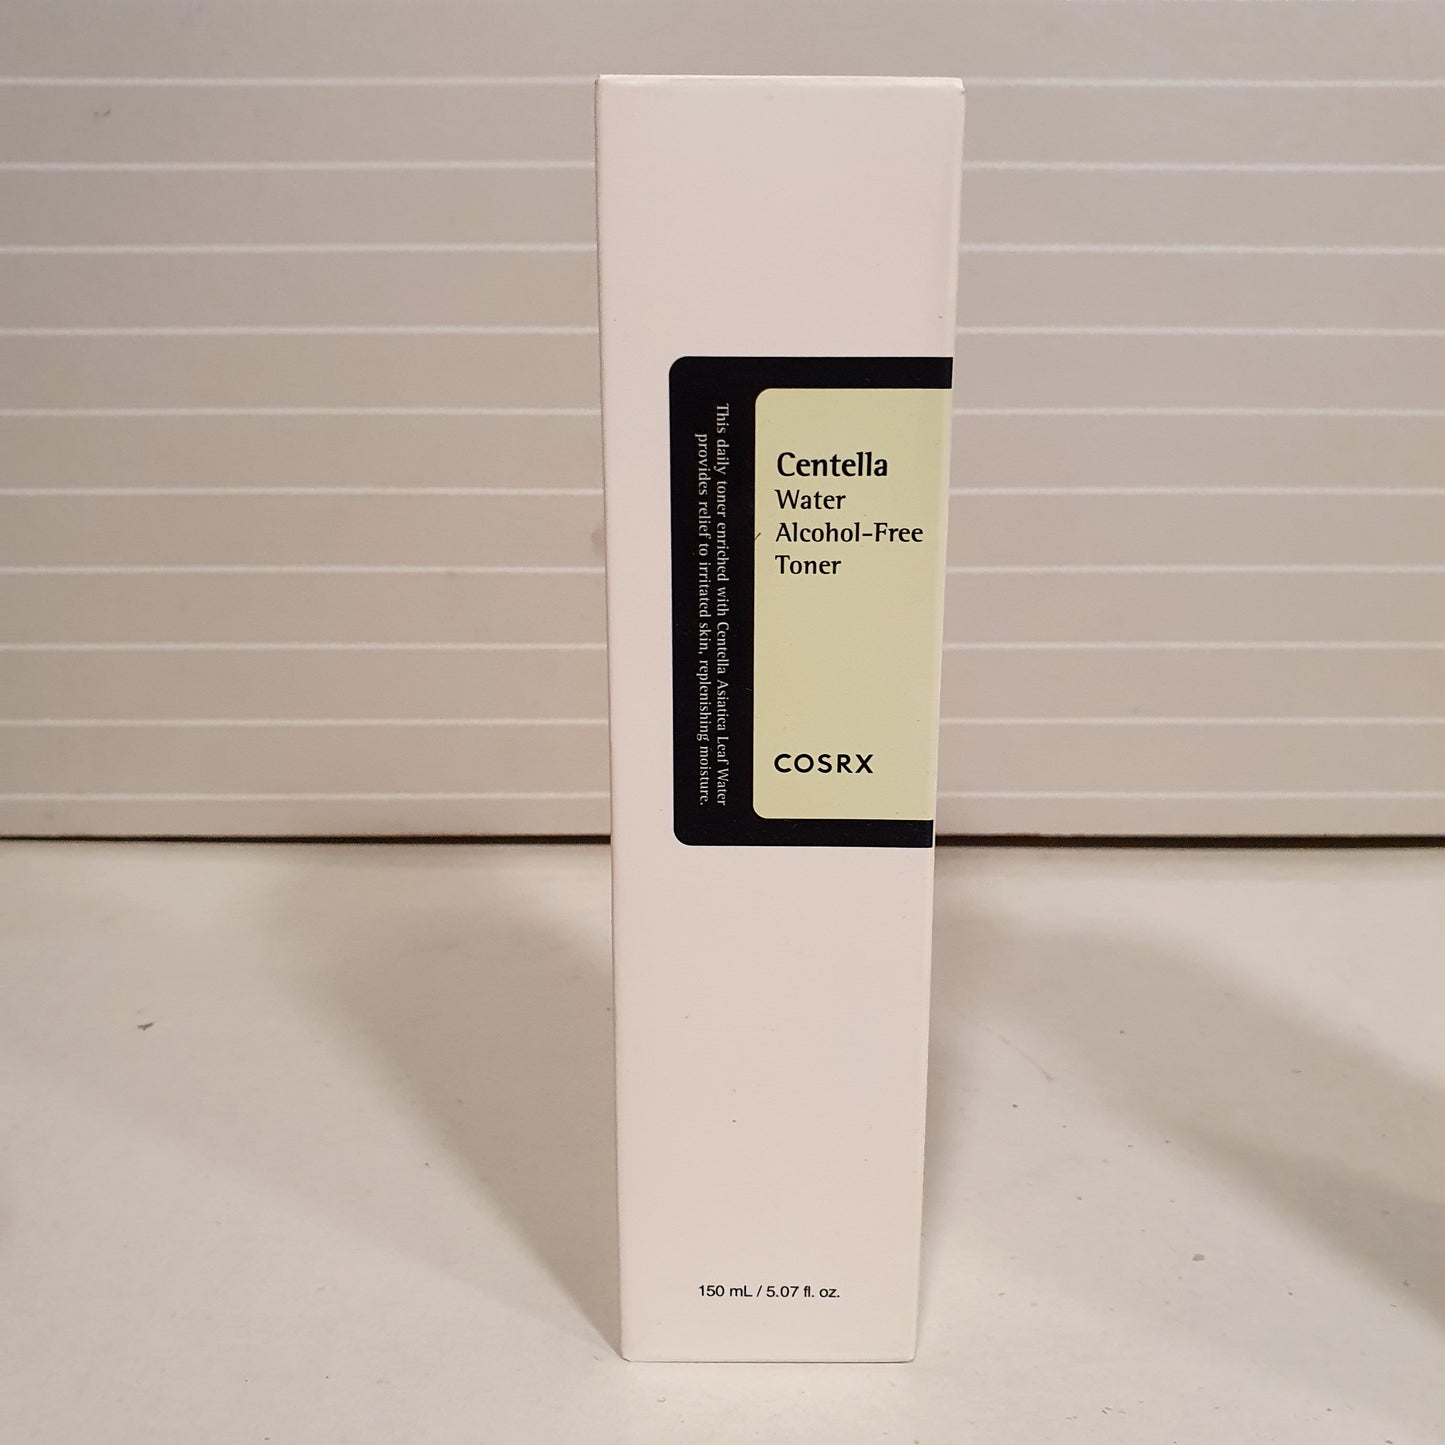 Centella
Water
Alcohol-Free
Toner
This daily toner enriched with Centella Asiatica Leaf Water
provides relief to irritated skin, replenishing moisture.
COSRX
150 mL / 5.07 fl. oz.